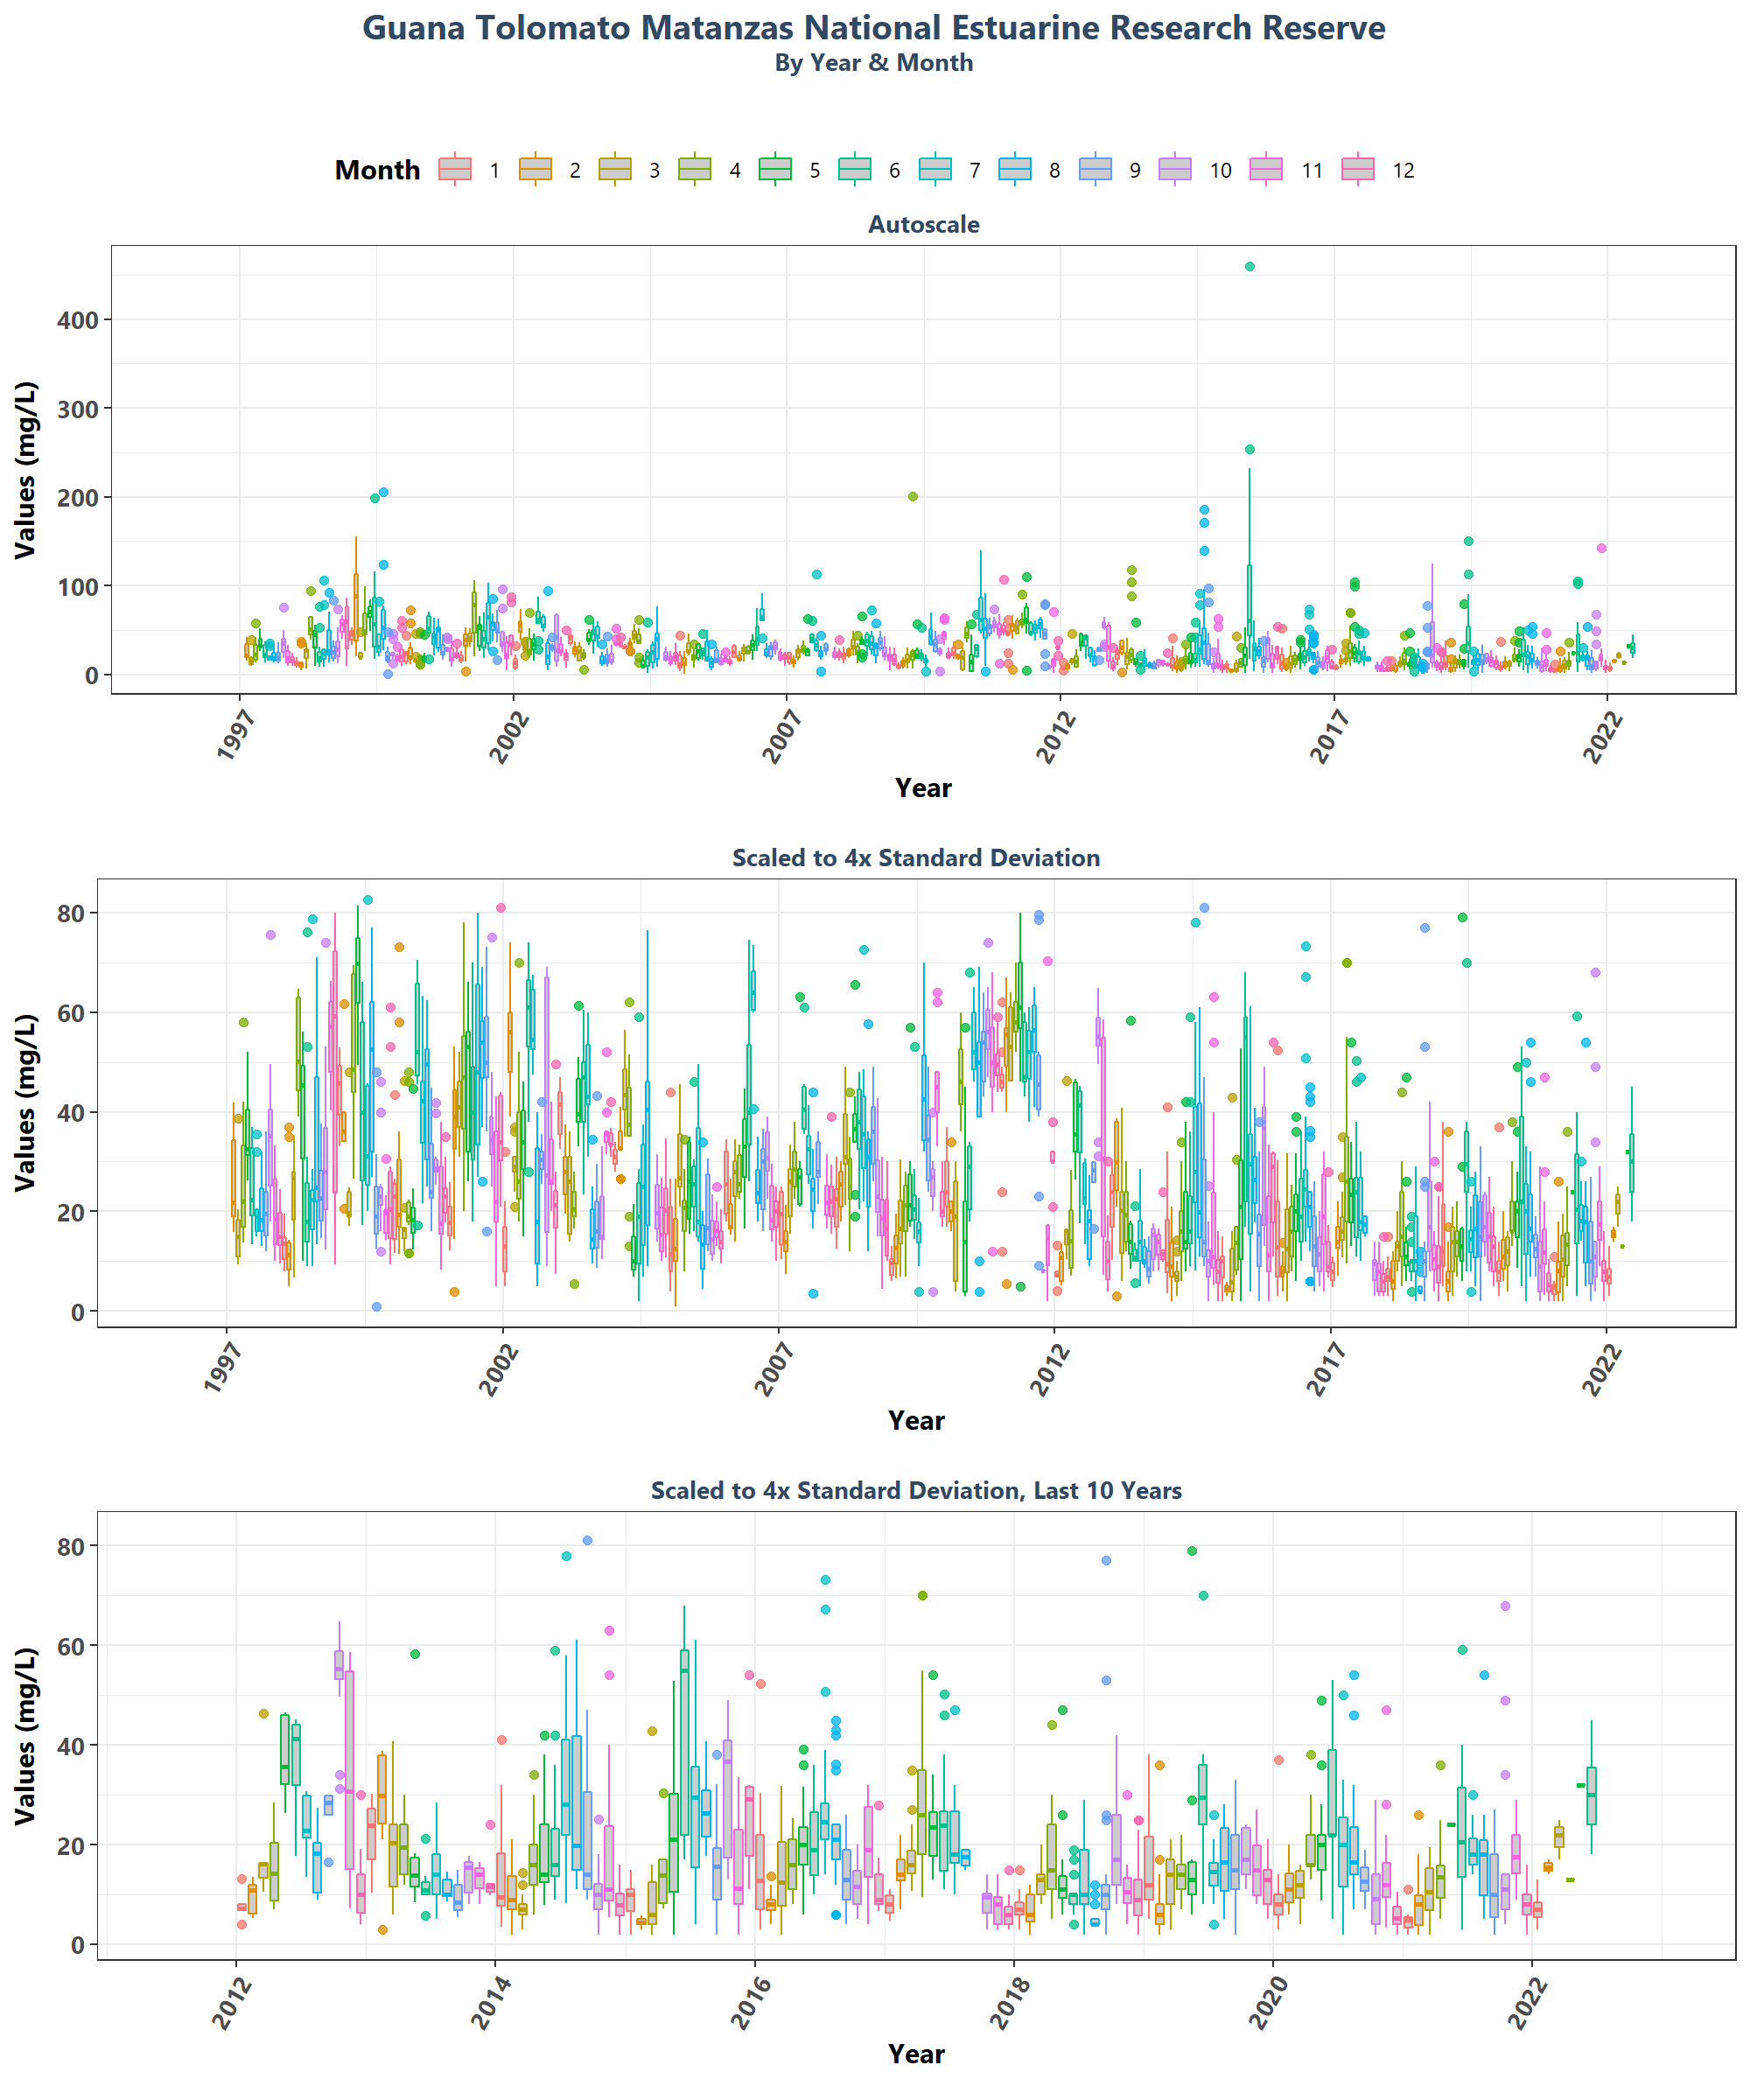 Guana Tolomato Matanzas National Estuarine Research Reserve
By Year & Month
Month 1 2 3 4 5 6 7 8 9 10 11 12
Autoscale
Values (mg/L)
400
300
200
100
0
1997 2002 2007 2012 2017 2022
Year
Scaled to 4x Standard Deviation
Values (mg/L)
80
60
40
20
0
1997 2002 2007 2012 2017 2022
Year
Scaled to 4x Standard Deviation, Last 10 Years
Values (mg/L)
80
60
40
20
0
2012 2014 2016 2018 2020 2022
Year